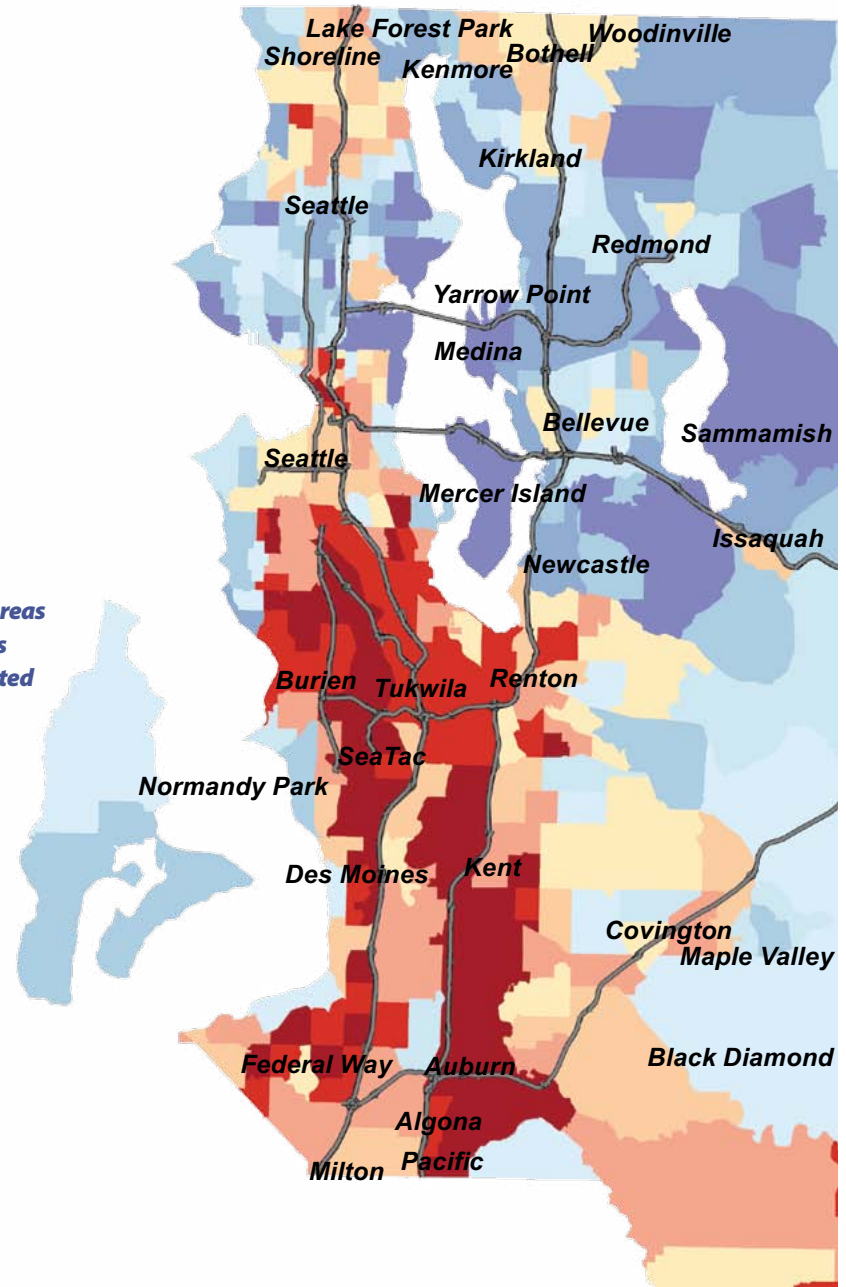 Lake Forest Park
Woodinville
Shoreline
Bothell
Kenmore
Kirkland
Seattle
Redmond
Yarrow Point
Medina
Bellevue
Sammamish
Seattle
Mercer Island
Issaquah
Newcastle
reas
s
ted
Burien
Tukwila
Renton
SeaTac
Normandy Park
Des Moines
Kent
Covington
Maple Valley
Black Diamond
Federal Way
Auburn
Algona
Pacific
Milton